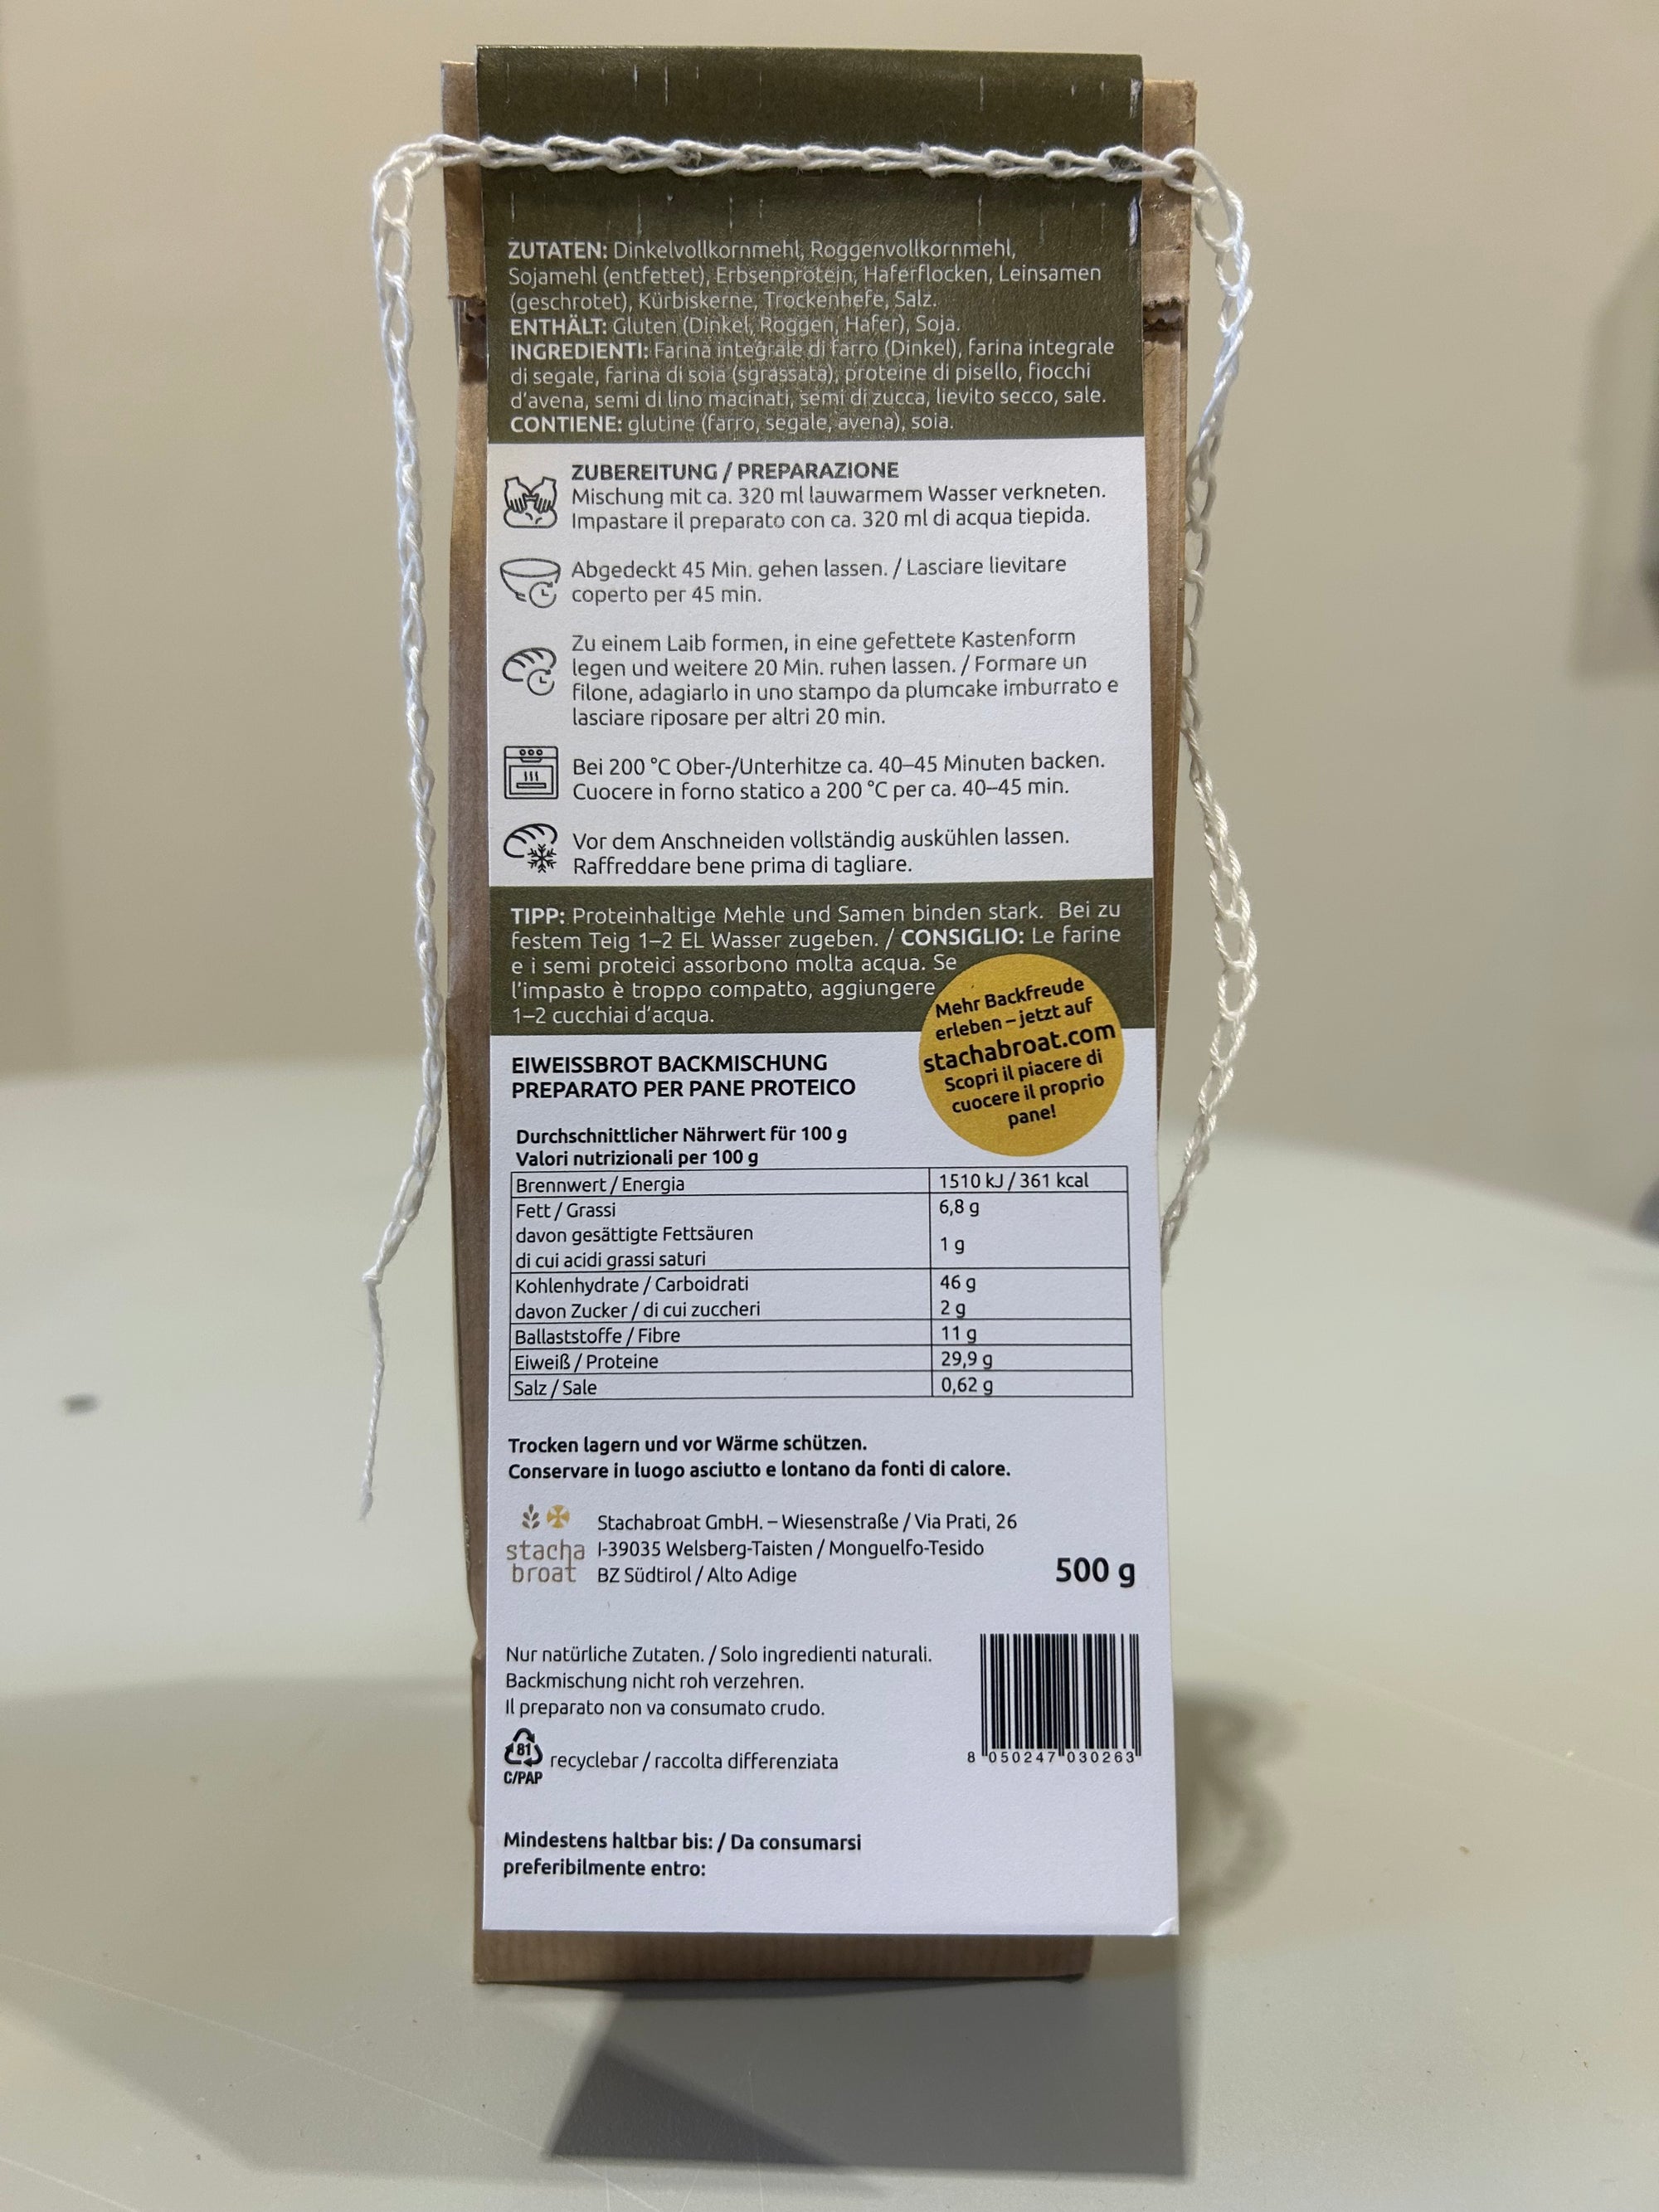 ZUTATEN: Dinkelvollkornmehl, Roggenvollkornmehl,
Sojamehl (entfettet), Erbsenprotein, Haferflocken, Leinsamen
(geschrotet), Kürbiskerne, Trockenhefe, Salz.
ENTHÄLT: Gluten (Dinkel, Roggen, Hafer), Soja.
INGREDIENTI: Farina integrale di farro (Dinkel), farina integrale
di segale, farina di soia (sgrassata), proteine di pisello, fiocchi
d'avena, semi di lino macinati, semi di zucca, lievito secco, sale.
CONTIENE: glutine (farro, segale, avena), soia.
ZUBEREITUNG / PREPARAZIONE
Mischung mit ca. 320 ml lauwarmem Wasser verkneten.
Impastare il preparato con ca. 320 ml di acqua tiepida.
Abgedeckt 45 Min. gehen lassen. / Lasciare lievitare
coperto per 45 min.
Zu einem Laib formen, in eine gefettete Kastenform
legen und weitere 20 Min. ruhen lassen. / Formare un
filone, adagiarlo in uno stampo da plumcake imburrato e
lasciare riposare per altri 20 min.
Bei 200 °C Ober-/Unterhitze ca. 40–45 Minuten backen.
Cuocere in forno statico a 200 °C per ca. 40–45 min.
Vor dem Anschneiden vollständig auskühlen lassen.
Raffreddare bene prima di tagliare.
TIPP: Proteinhaltige Mehle und Samen binden stark. Bei zu
festem Teig 1–2 EL Wasser zugeben. / CONSIGLIO: Le farine
e i semi proteici assorbono molta acqua. Se
l'impasto è troppo compatto, aggiungere
1–2 cucchiai d'acqua.
Mehr Backfreude
erleben – jetzt auf
stachabroat.com
Scopri il piacere di
cuocere il proprio
pane!
EIWEISSBROT BACKMISCHUNG
PREPARATO PER PANE PROTEICO
Durchschnittlicher Nährwert für 100 g
Valori nutrizionali per 100 g
Brennwert / Energia 1510 kJ / 361 kcal
Fett / Grassi 6,8 g
davon gesättigte Fettsäuren
di cui acidi grassi saturi 1 g
Kohlenhydrate / Carboidrati 46 g
davon Zucker / di cui zuccheri 2 g
Ballaststoffe / Fibre 11 g
Eiweiß / Proteine 29,9 g
Salz / Sale 0,62 g
Trocken lagern und vor Wärme schützen.
Conservare in luogo asciutto e lontano da fonti di calore.
stacha
broat
Stachabroat GmbH. – Wiesenstraße / Via Prati, 26
I-39035 Welsberg-Taisten / Monguelfo-Tesido
BZ Südtirol / Alto Adige
500 g
Nur natürliche Zutaten. / Solo ingredienti naturali.
Backmischung nicht roh verzehren.
Il preparato non va consumato crudo.
8 050247 030263
81
C/PAP
recyclebar / raccolta differenziata
Mindestens haltbar bis: / Da consumarsi
preferibilmente entro: